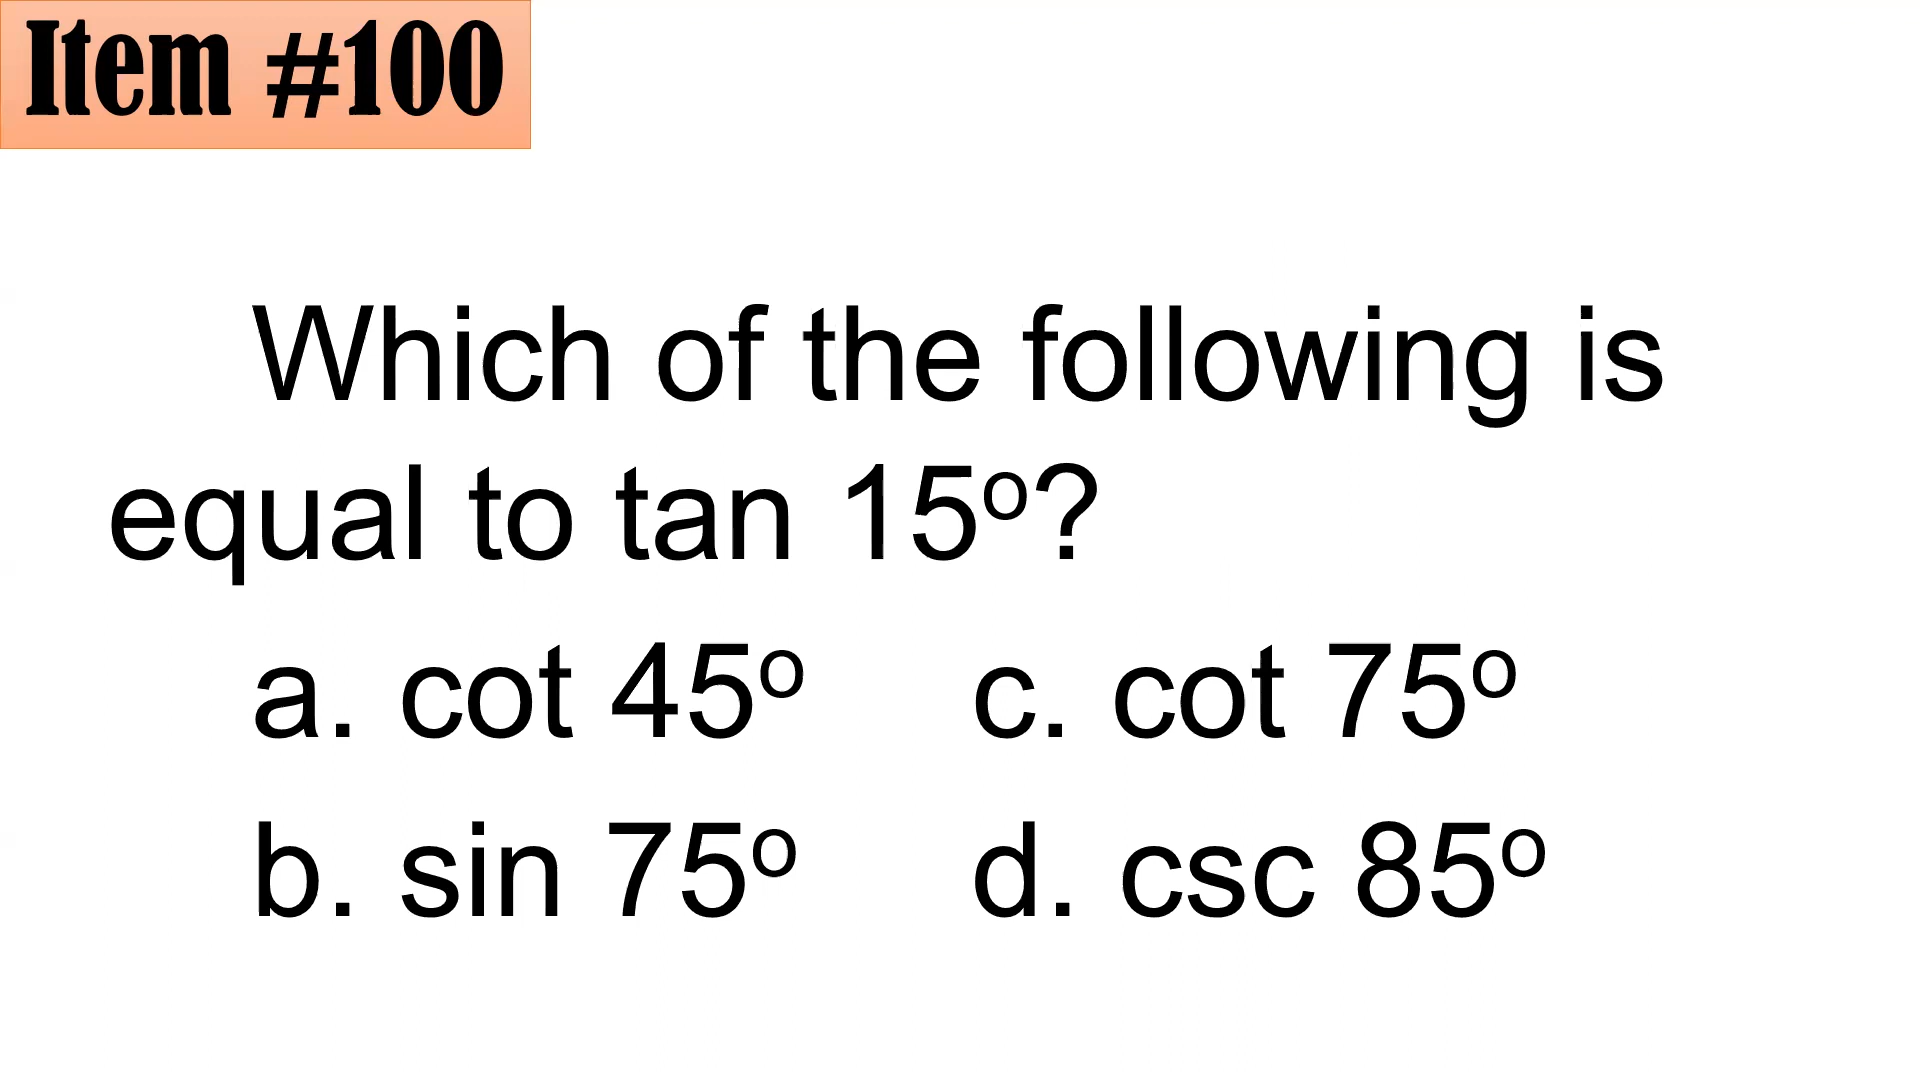 Item #100
Which of the following is
equal to tan 15º?
a. cot 45º c. cot 75º
b. sin 75º d. csc 85º